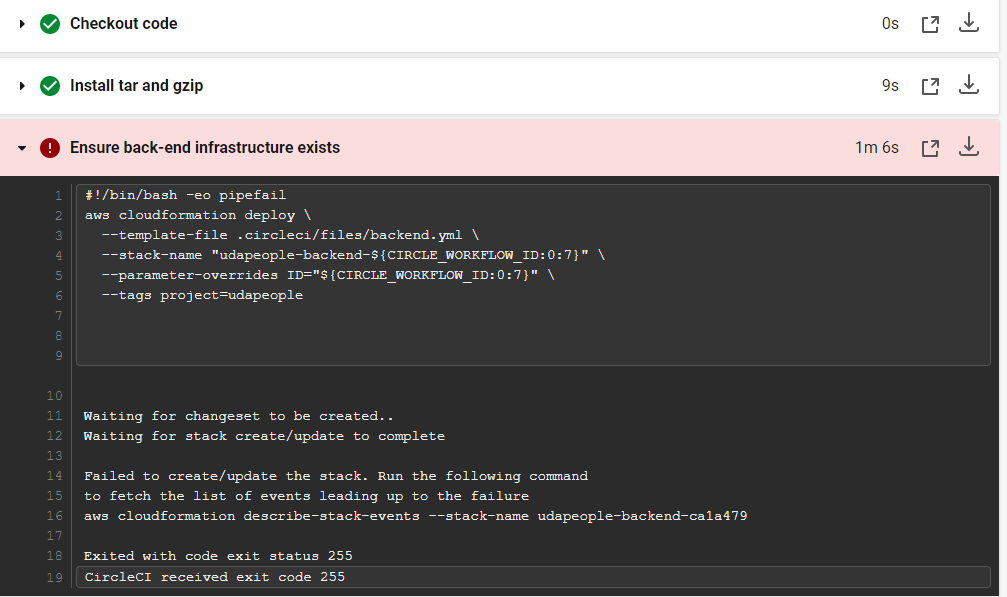 Checkout code 0s
Install tar and gzip 9s
! Ensure back-end infrastructure exists 1m 6s
1 #!/bin/bash -eo pipefail
2 aws cloudformation deploy \
3 --template-file .circleci/files/backend.yml \
4 --stack-name "udapeople-backend-${CIRCLE_WORKFLOW_ID:0:7}" \
5 --parameter-overrides ID="${CIRCLE_WORKFLOW_ID:0:7}" \
6 --tags project=udapeople
7
8
9
10
11 Waiting for changeset to be created..
12 Waiting for stack create/update to complete
13
14 Failed to create/update the stack. Run the following command
15 to fetch the list of events leading up to the failure
16 aws cloudformation describe-stack-events --stack-name udapeople-backend-ca1a479
17
18 Exited with code exit status 255
19 CircleCI received exit code 255